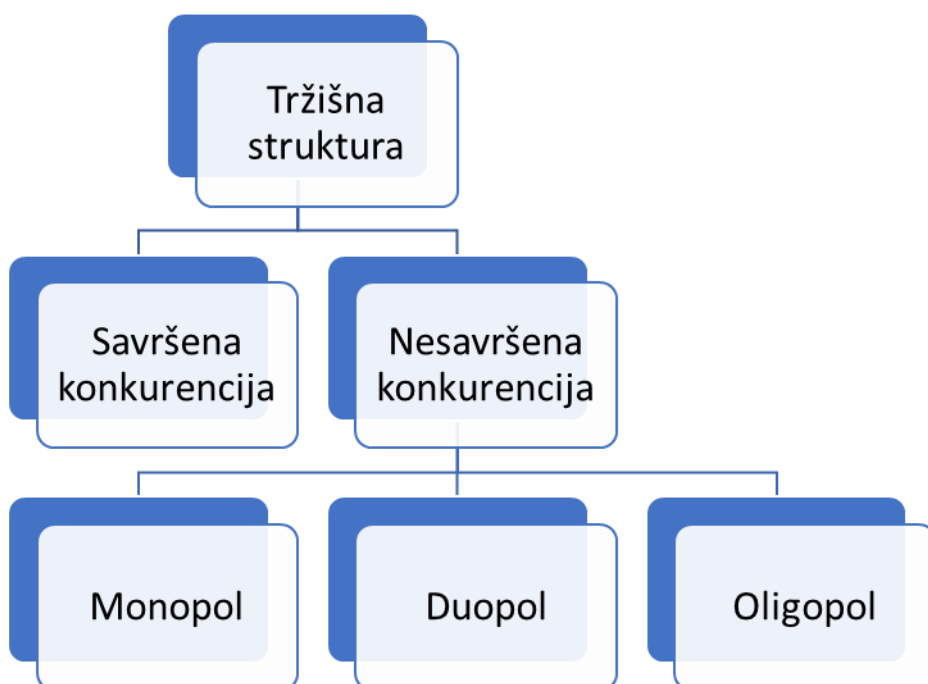 Tržišna
struktura
Savršena
konkurencija
Nesavršena
konkurencija
Monopol
Duopol
Oligopol